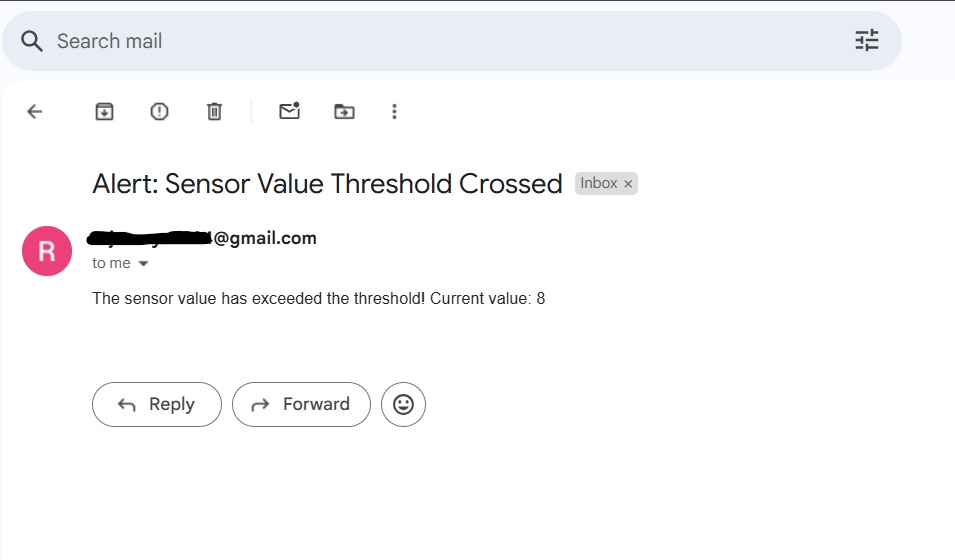 Search mail
Alert: Sensor Value Threshold Crossed Inbox ×
R
@gmail.com
to me
The sensor value has exceeded the threshold! Current value: 8
Reply Forward